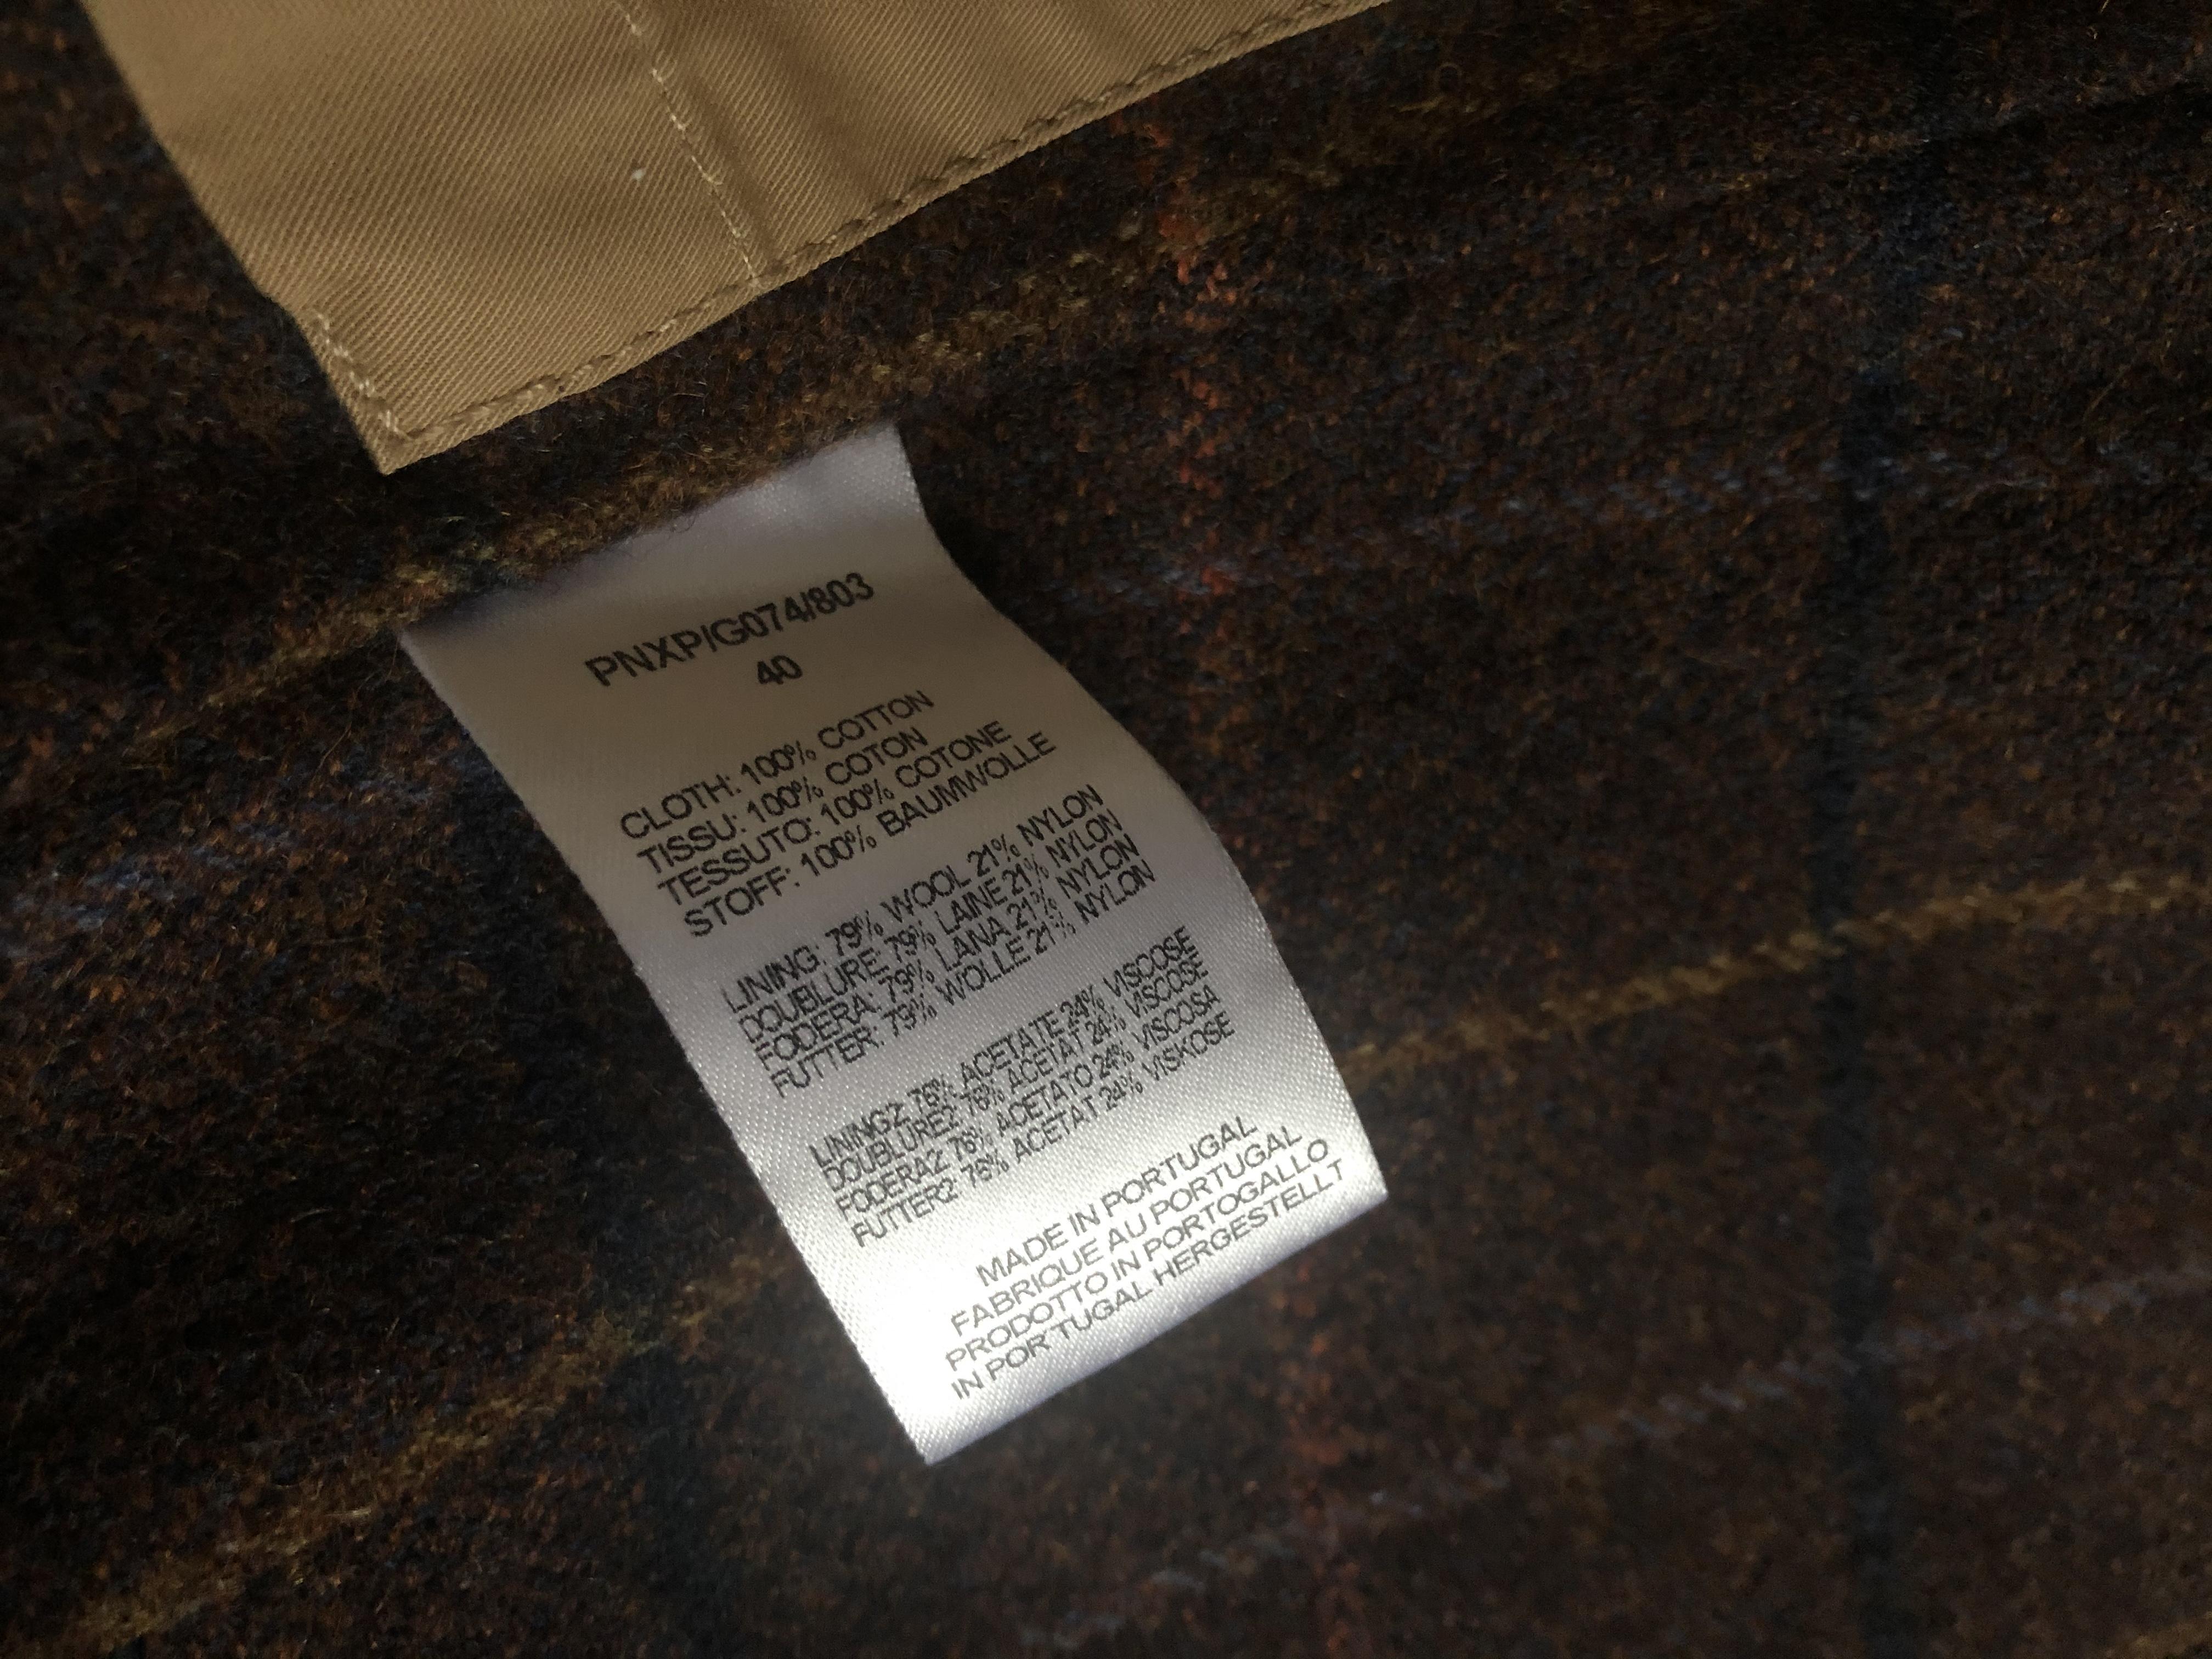 PNXP/G074/803
40
CLOTH: 100% COTTON
TISSU: 100% COTON
TESSUTO: 100% COTONE
STOFF: 100% BAUMWOLLE
LINING: 79% WOOL 21% NYLON
DOUBLURE: 79% LAINE 21% NYLON
FODERA: 79% LANA 21% NYLON
FUTTER: 79% WOLLE 21% NYLON
LINING2 76% ACETATE 24% VISCOSE
DOUBLURE2 76% ACETAT 24% VISCOSE
FODERA2 76% ACETATO 24% VISCOSA
FUTTER2 76% ACETAT 24% VISKOSE
MADE IN PORTUGAL
FABRIQUE AU PORTUGAL
PRODOTTO IN PORTOGALLO
IN PORTUGAL HERGESTELLT